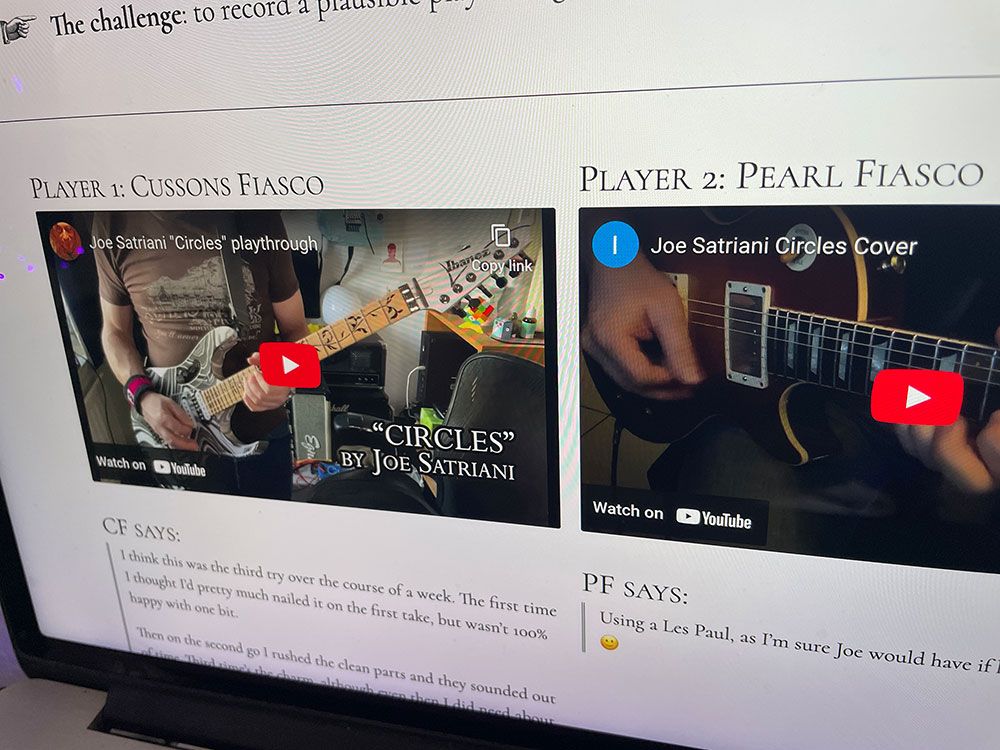 The challenge: to record a plausible
PLAYER 1: CUSSONS FIASCO
Joe Satriani "Circles" playthrough
Copy link
Ibanez
Marshall
“CIRCLES”
BY JOE SATRIANI
Watch on YouTube
CF SAYS:
I think this was the third try over the course of a week. The first time
I thought I'd pretty much nailed it on the first take, but wasn't 100%
happy with one bit.
Then on the second go I rushed the clean parts and they sounded out
of time. Third time's the charm, although even then I did need about
PLAYER 2: PEARL FIASCO
I
Joe Satriani Circles Cover
Watch on YouTube
PF SAYS:
Using a Les Paul, as I'm sure Joe would have if